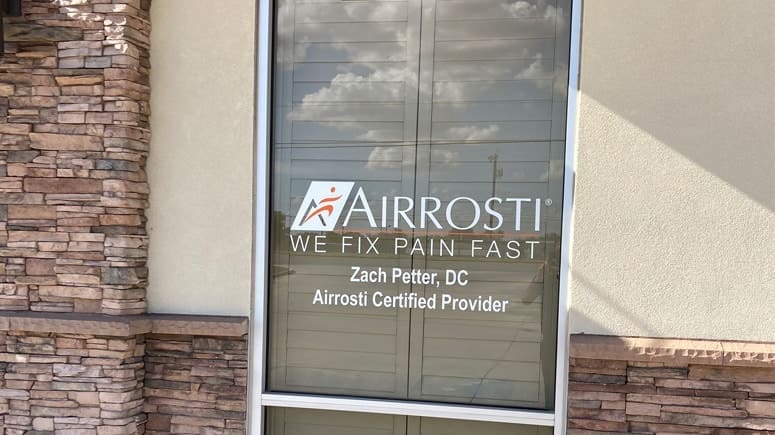 AIRROSTI®
WE FIX PAIN FAST
Zach Petter, DC
Airrosti Certified Provider